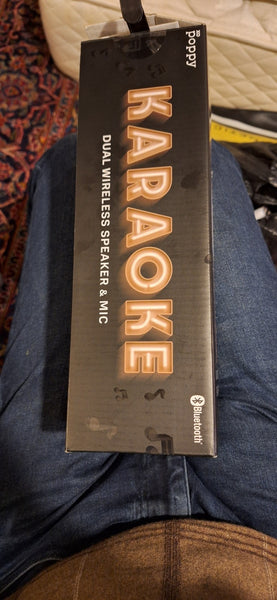 poppy
KARAOKE
DUAL WIRELESS SPEAKER & MIC
Bluetooth